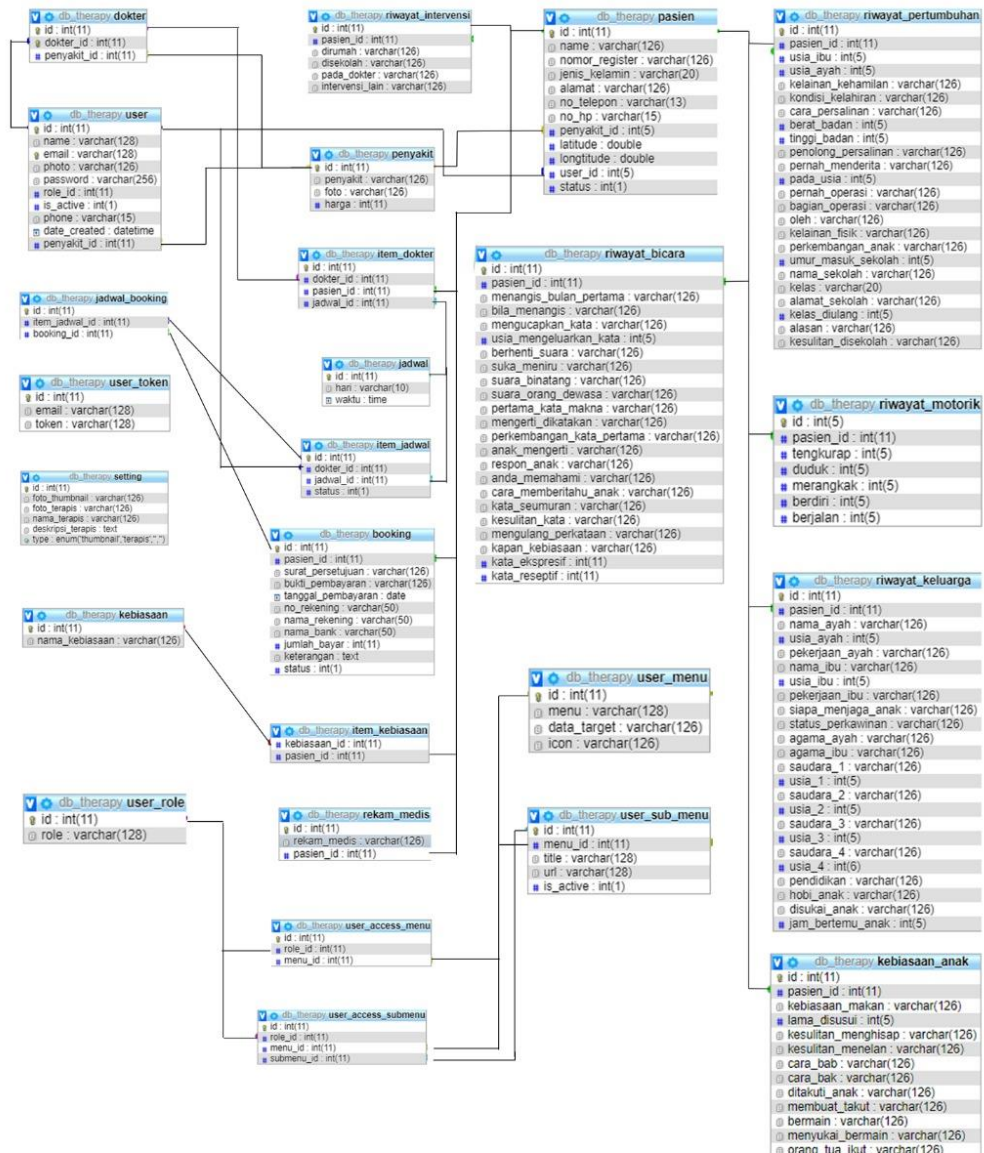 db_therapy dokter
id : int(11)
dokter_id : int(11)
penyakit_id : int(11)
db_therapy user
id : int(11)
name : varchar(128)
email : varchar(128)
photo : varchar(126)
password : varchar(256)
role_id : int(11)
is_active : int(1)
phone : varchar(15)
date_created : datetime
penyakit_id : int(11)
db_therapy jadwal_booking
id : int(11)
item_jadwal_id : int(11)
booking_id : int(11)
db_therapy user_token
id : int(11)
email : varchar(128)
token : varchar(128)
db_therapy setting
id : int(11)
foto_thumbnail : varchar(126)
foto_terapis : varchar(126)
nama_terapis : varchar(126)
deskripsi_terapis : text
type : enum('thumbnail','terapis','','')
db_therapy kebiasaan
id : int(11)
nama_kebiasaan : varchar(126)
db_therapy user_role
id : int(11)
role : varchar(128)
db_therapy riwayat_intervensi
id : int(11)
pasien_id : int(11)
dirumah : varchar(126)
disekolah : varchar(126)
pada_dokter : varchar(126)
intervensi_lain : varchar(126)
db_therapy penyakit
id : int(11)
penyakit : varchar(126)
foto : varchar(126)
harga : int(11)
db_therapy item_dokter
id : int(11)
dokter_id : int(11)
pasien_id : int(11)
jadwal_id : int(11)
db_therapy jadwal
id : int(11)
hari : varchar(10)
waktu : time
db_therapy item_jadwal
id : int(11)
dokter_id : int(11)
jadwal_id : int(11)
status : int(1)
db_therapy booking
id : int(11)
pasien_id : int(11)
surat_persetujuan : varchar(126)
bukti_pembayaran : varchar(126)
tanggal_pembayaran : date
no_rekening : varchar(50)
nama_rekening : varchar(50)
nama_bank : varchar(50)
jumlah_bayar : int(11)
keterangan : text
status : int(1)
db_therapy item_kebiasaan
kebiasaan_id : int(11)
pasien_id : int(11)
db_therapy rekam_medis
id : int(11)
rekam_medis : varchar(126)
pasien_id : int(11)
db_therapy user_access_menu
id : int(11)
role_id : int(11)
menu_id : int(11)
db_therapy user_access_submenu
id : int(11)
role_id : int(11)
menu_id : int(11)
submenu_id : int(11)
db_therapy pasien
id : int(11)
name : varchar(126)
nomor_register : varchar(126)
jenis_kelamin : varchar(20)
alamat : varchar(126)
no_telepon : varchar(13)
no_hp : varchar(15)
penyakit_id : int(5)
latitude : double
longtitude : double
user_id : int(5)
status : int(1)
db_therapy riwayat_bicara
id : int(11)
pasien_id : int(11)
menangis_bulan_pertama : varchar(126)
bila_menangis : varchar(126)
mengucapkan_kata : varchar(126)
usia_mengeluarkan_kata : int(5)
berhenti_suara : varchar(126)
suka_meniru : varchar(126)
suara_binatang : varchar(126)
suara_orang_dewasa : varchar(126)
pertama_kata_makna : varchar(126)
mengerti_dikatakan : varchar(126)
perkembangan_kata_pertama : varchar(126)
anak_mengerti : varchar(126)
respon_anak : varchar(126)
anda_memahami : varchar(126)
cara_memberitahu_anak : varchar(126)
kata_seumuran : varchar(126)
kesulitan_kata : varchar(126)
mengulang_perkataan : varchar(126)
kapan_kebiasaan : varchar(126)
kata_ekspresif : int(11)
kata_reseptif : int(11)
db_therapy user_menu
id : int(11)
menu : varchar(128)
data_target : varchar(126)
icon : varchar(126)
db_therapy user_sub_menu
id : int(11)
menu_id : int(11)
title : varchar(128)
url : varchar(128)
is_active : int(1)
db_therapy riwayat_pertumbuhan
id : int(11)
pasien_id : int(11)
usia_ibu : int(5)
usia_ayah : int(5)
kelainan_kehamilan : varchar(126)
kondisi_kelahiran : varchar(126)
cara_persalinan : varchar(126)
berat_badan : int(5)
tinggi_badan : int(5)
penolong_persalinan : varchar(126)
pernah_menderita : varchar(126)
pada_usia : int(5)
pernah_operasi : varchar(126)
bagian_operasi : varchar(126)
oleh : varchar(126)
kelainan_fisik : varchar(126)
perkembangan_anak : varchar(126)
umur_masuk_sekolah : int(5)
nama_sekolah : varchar(126)
kelas : varchar(20)
alamat_sekolah : varchar(126)
kelas_diulang : int(5)
alasan : varchar(126)
kesulitan_disekolah : varchar(126)
db_therapy riwayat_motorik
id : int(5)
pasien_id : int(11)
tengkurap : int(5)
duduk : int(5)
merangkak : int(5)
berdiri : int(5)
berjalan : int(5)
db_therapy riwayat_keluarga
id : int(11)
pasien_id : int(11)
nama_ayah : varchar(126)
usia_ayah : int(5)
pekerjaan_ayah : varchar(126)
nama_ibu : varchar(126)
usia_ibu : int(5)
pekerjaan_ibu : varchar(126)
siapa_menjaga_anak : varchar(126)
status_perkawinan : varchar(126)
agama_ayah : varchar(126)
agama_ibu : varchar(126)
saudara_1 : varchar(126)
usia_1 : int(5)
saudara_2 : varchar(126)
usia_2 : int(5)
saudara_3 : varchar(126)
usia_3 : int(5)
saudara_4 : varchar(126)
usia_4 : int(6)
pendidikan : varchar(126)
hobi_anak : varchar(126)
disukai_anak : varchar(126)
jam_bertemu_anak : int(5)
db_therapy kebiasaan_anak
id : int(11)
pasien_id : int(11)
kebiasaan_makan : varchar(126)
lama_disusui : int(5)
kesulitan_menghisap : varchar(126)
kesulitan_menelan : varchar(126)
cara_bab : varchar(126)
cara_bak : varchar(126)
ditakuti_anak : varchar(126)
membuat_takut : varchar(126)
bermain : varchar(126)
menyukai_bermain : varchar(126)
orang_tua_ikut : varchar(126)